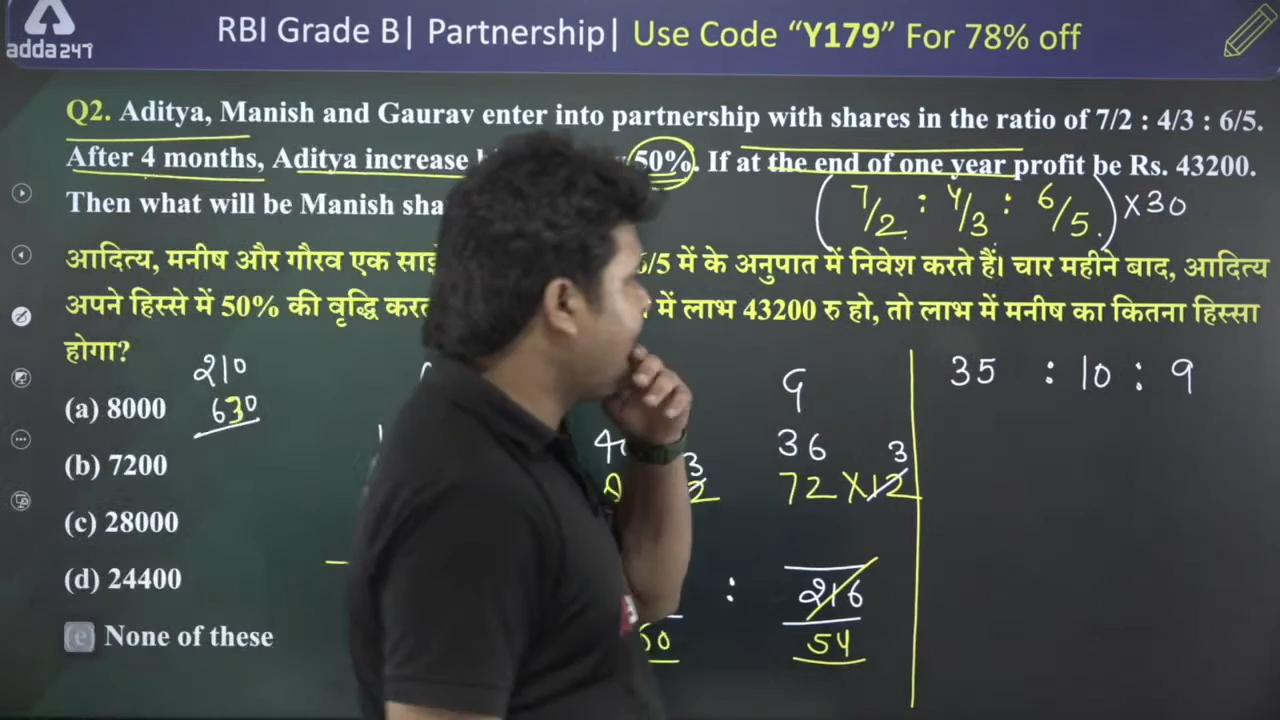 adda247
RBI Grade B| Partnership| Use Code “Y179” For 78% off
Q2. Aditya, Manish and Gaurav enter into partnership with shares in the ratio of 7/2 : 4/3 : 6/5.
After 4 months, Aditya increase 50%. If at the end of one year profit be Rs. 43200.
Then what will be Manish sha
(7/2 : 4/3 : 6/5) ×30
आदित्य, मनीष और गौरव एक 6/5 में के अनुपात में निवेश करते हैं। चार महीने बाद, आदित्य
अपने हिस्से में 50% की वृद्धि में लाभ 43200 रु हो, तो लाभ में मनीष का कितना हिस्सा
होगा?
210
630
(a) 8000
(b) 7200
(c) 28000
(d) 24400
(e) None of these
G
36
3
72×12
: 216
54
35 : 10 : 9